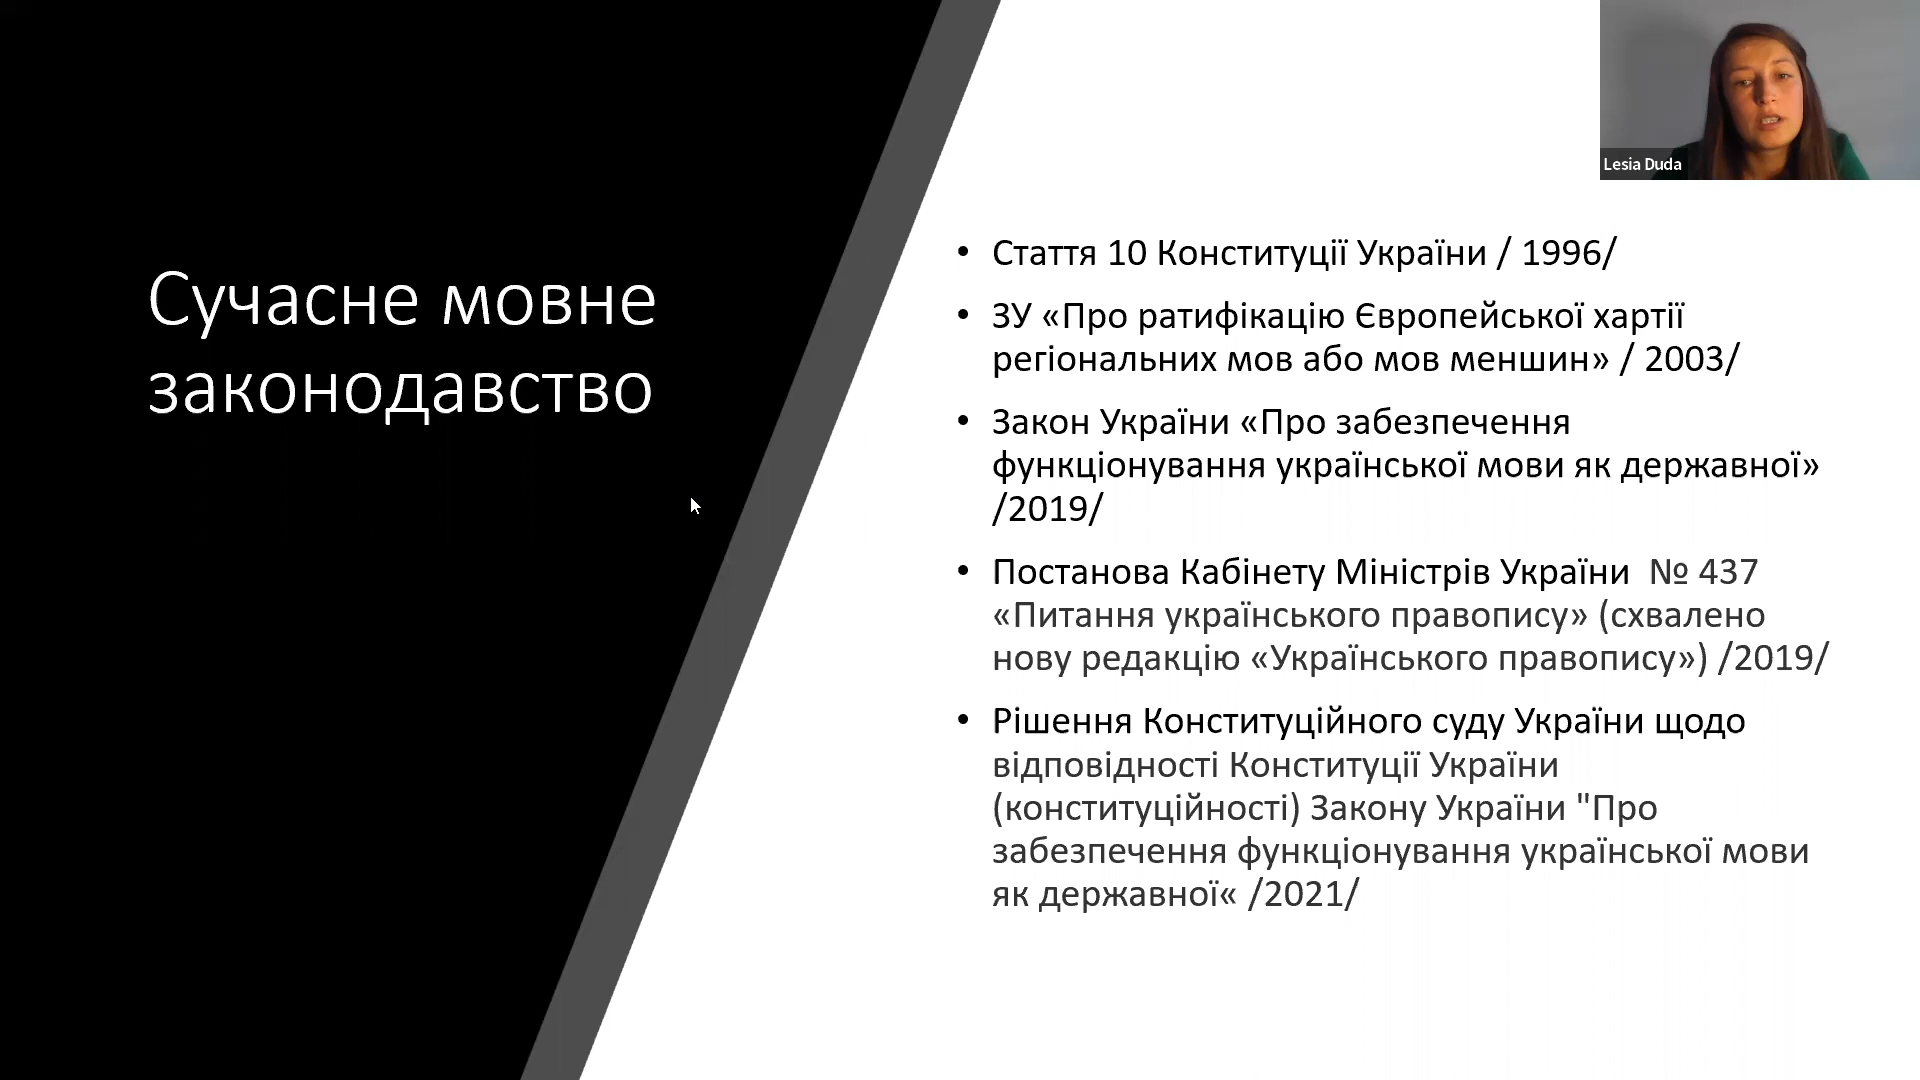 Сучасне мовне
законодавство
Lesia Duda
• Стаття 10 Конституції України / 1996/
• ЗУ «Про ратифікацію Європейської хартії
регіональних мов або мов меншин» / 2003/
• Закон України «Про забезпечення
функціонування української мови як державної»
/2019/
• Постанова Кабінету Міністрів України  № 437
«Питання українського правопису» (схвалено
нову редакцію «Українського правопису») /2019/
• Рішення Конституційного суду України щодо
відповідності Конституції України
(конституційності) Закону України "Про
забезпечення функціонування української мови
як державної« /2021/